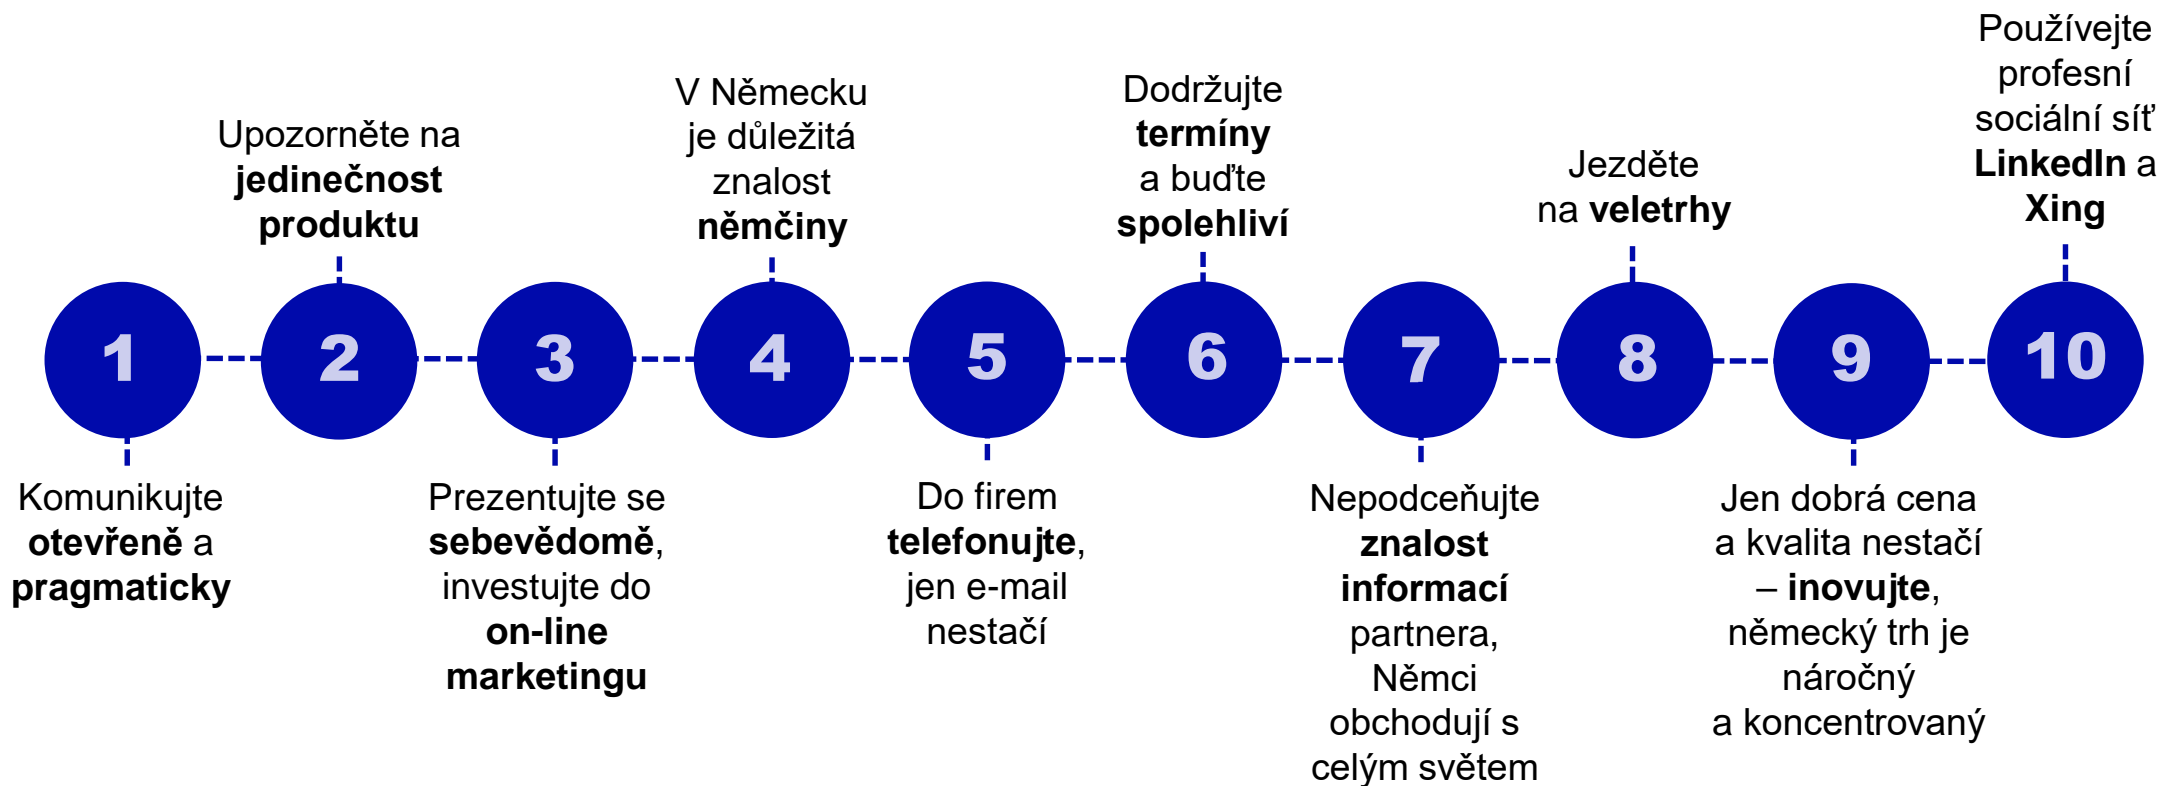 1
Komunikujte
otevřeně a
pragmaticky
Upozorněte na
jedinečnost
produktu
2
3
Prezentujte se
sebevědomě,
investujte do
on-line
marketingu
V Německu
je důležitá
znalost
němčiny
4
5
Do firem
telefonujte,
jen e-mail
nestačí
Dodržujte
termíny
a buďte
spolehliví
6
7
Nepodceňujte
znalost
informací
partnera,
Němci
obchodují s
celým světem
Jezděte
na veletrhy
8
9
Jen dobrá cena
a kvalita nestačí
– inovujte,
německý trh je
náročný
a koncentrovaný
Používejte
profesní
sociální síť
LinkedIn a
Xing
10